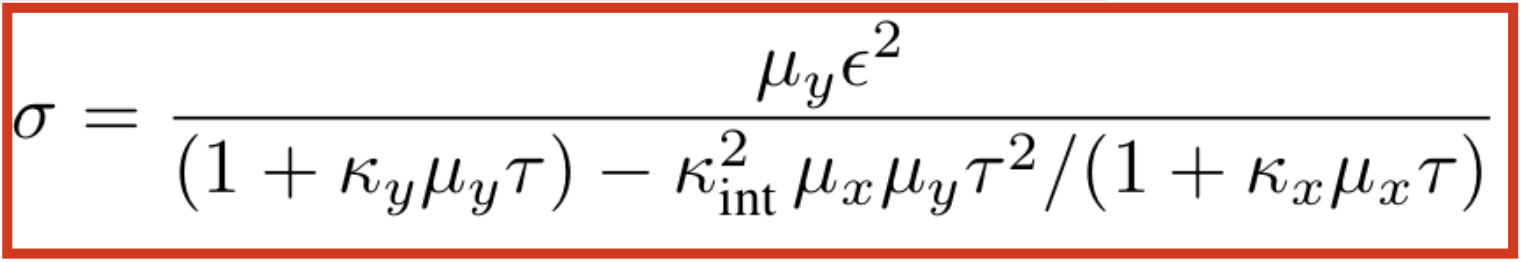 σ = μ_y ϵ^2 / ((1 + κ_y μ_y τ) − κ_int^2 μ_x μ_y τ^2/(1 + κ_x μ_x τ))